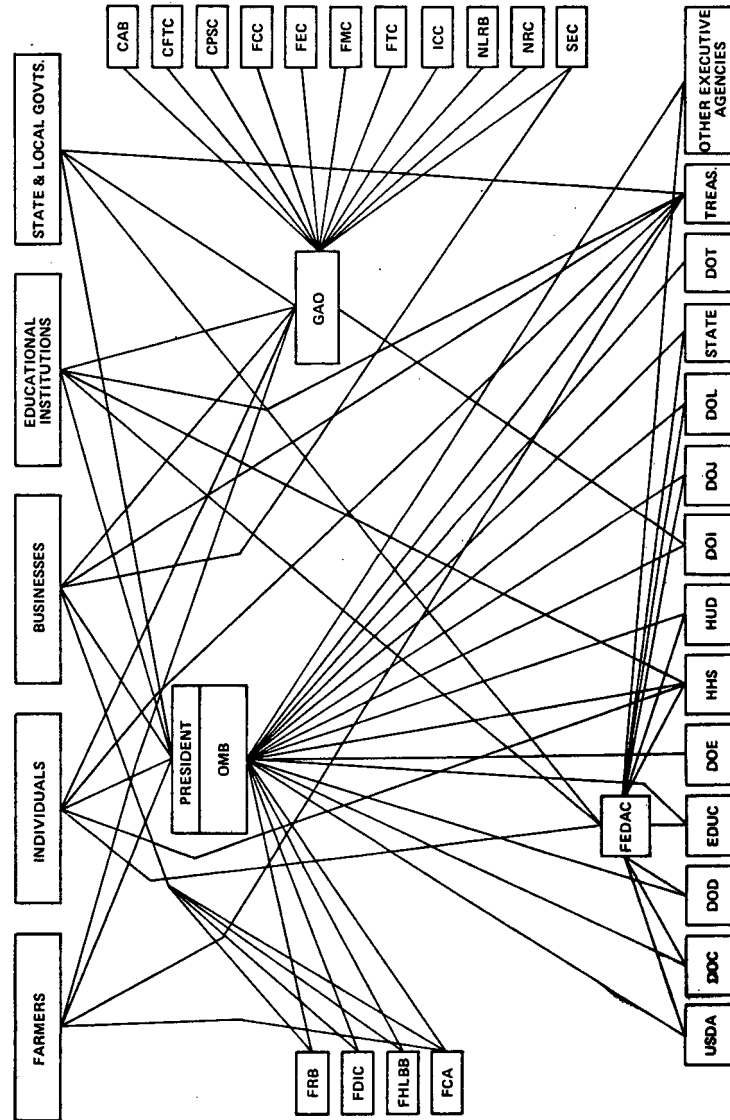 FARMERS
INDIVIDUALS
BUSINESSES
EDUCATIONAL
INSTITUTIONS
STATE & LOCAL GOVTS.
CAB
CFTC
CPSC
FCC
FEC
FMC
FTC
ICC
NLRB
NRC
SEC
GAO
PRESIDENT
OMB
FRB
FDIC
FHLBB
FCA
FEDAC
USDA
DOC
DOD
EDUC
DOE
HHS
HUD
DOI
DOJ
DOL
STATE
DOT
TREAS.
OTHER EXECUTIVE
AGENCIES